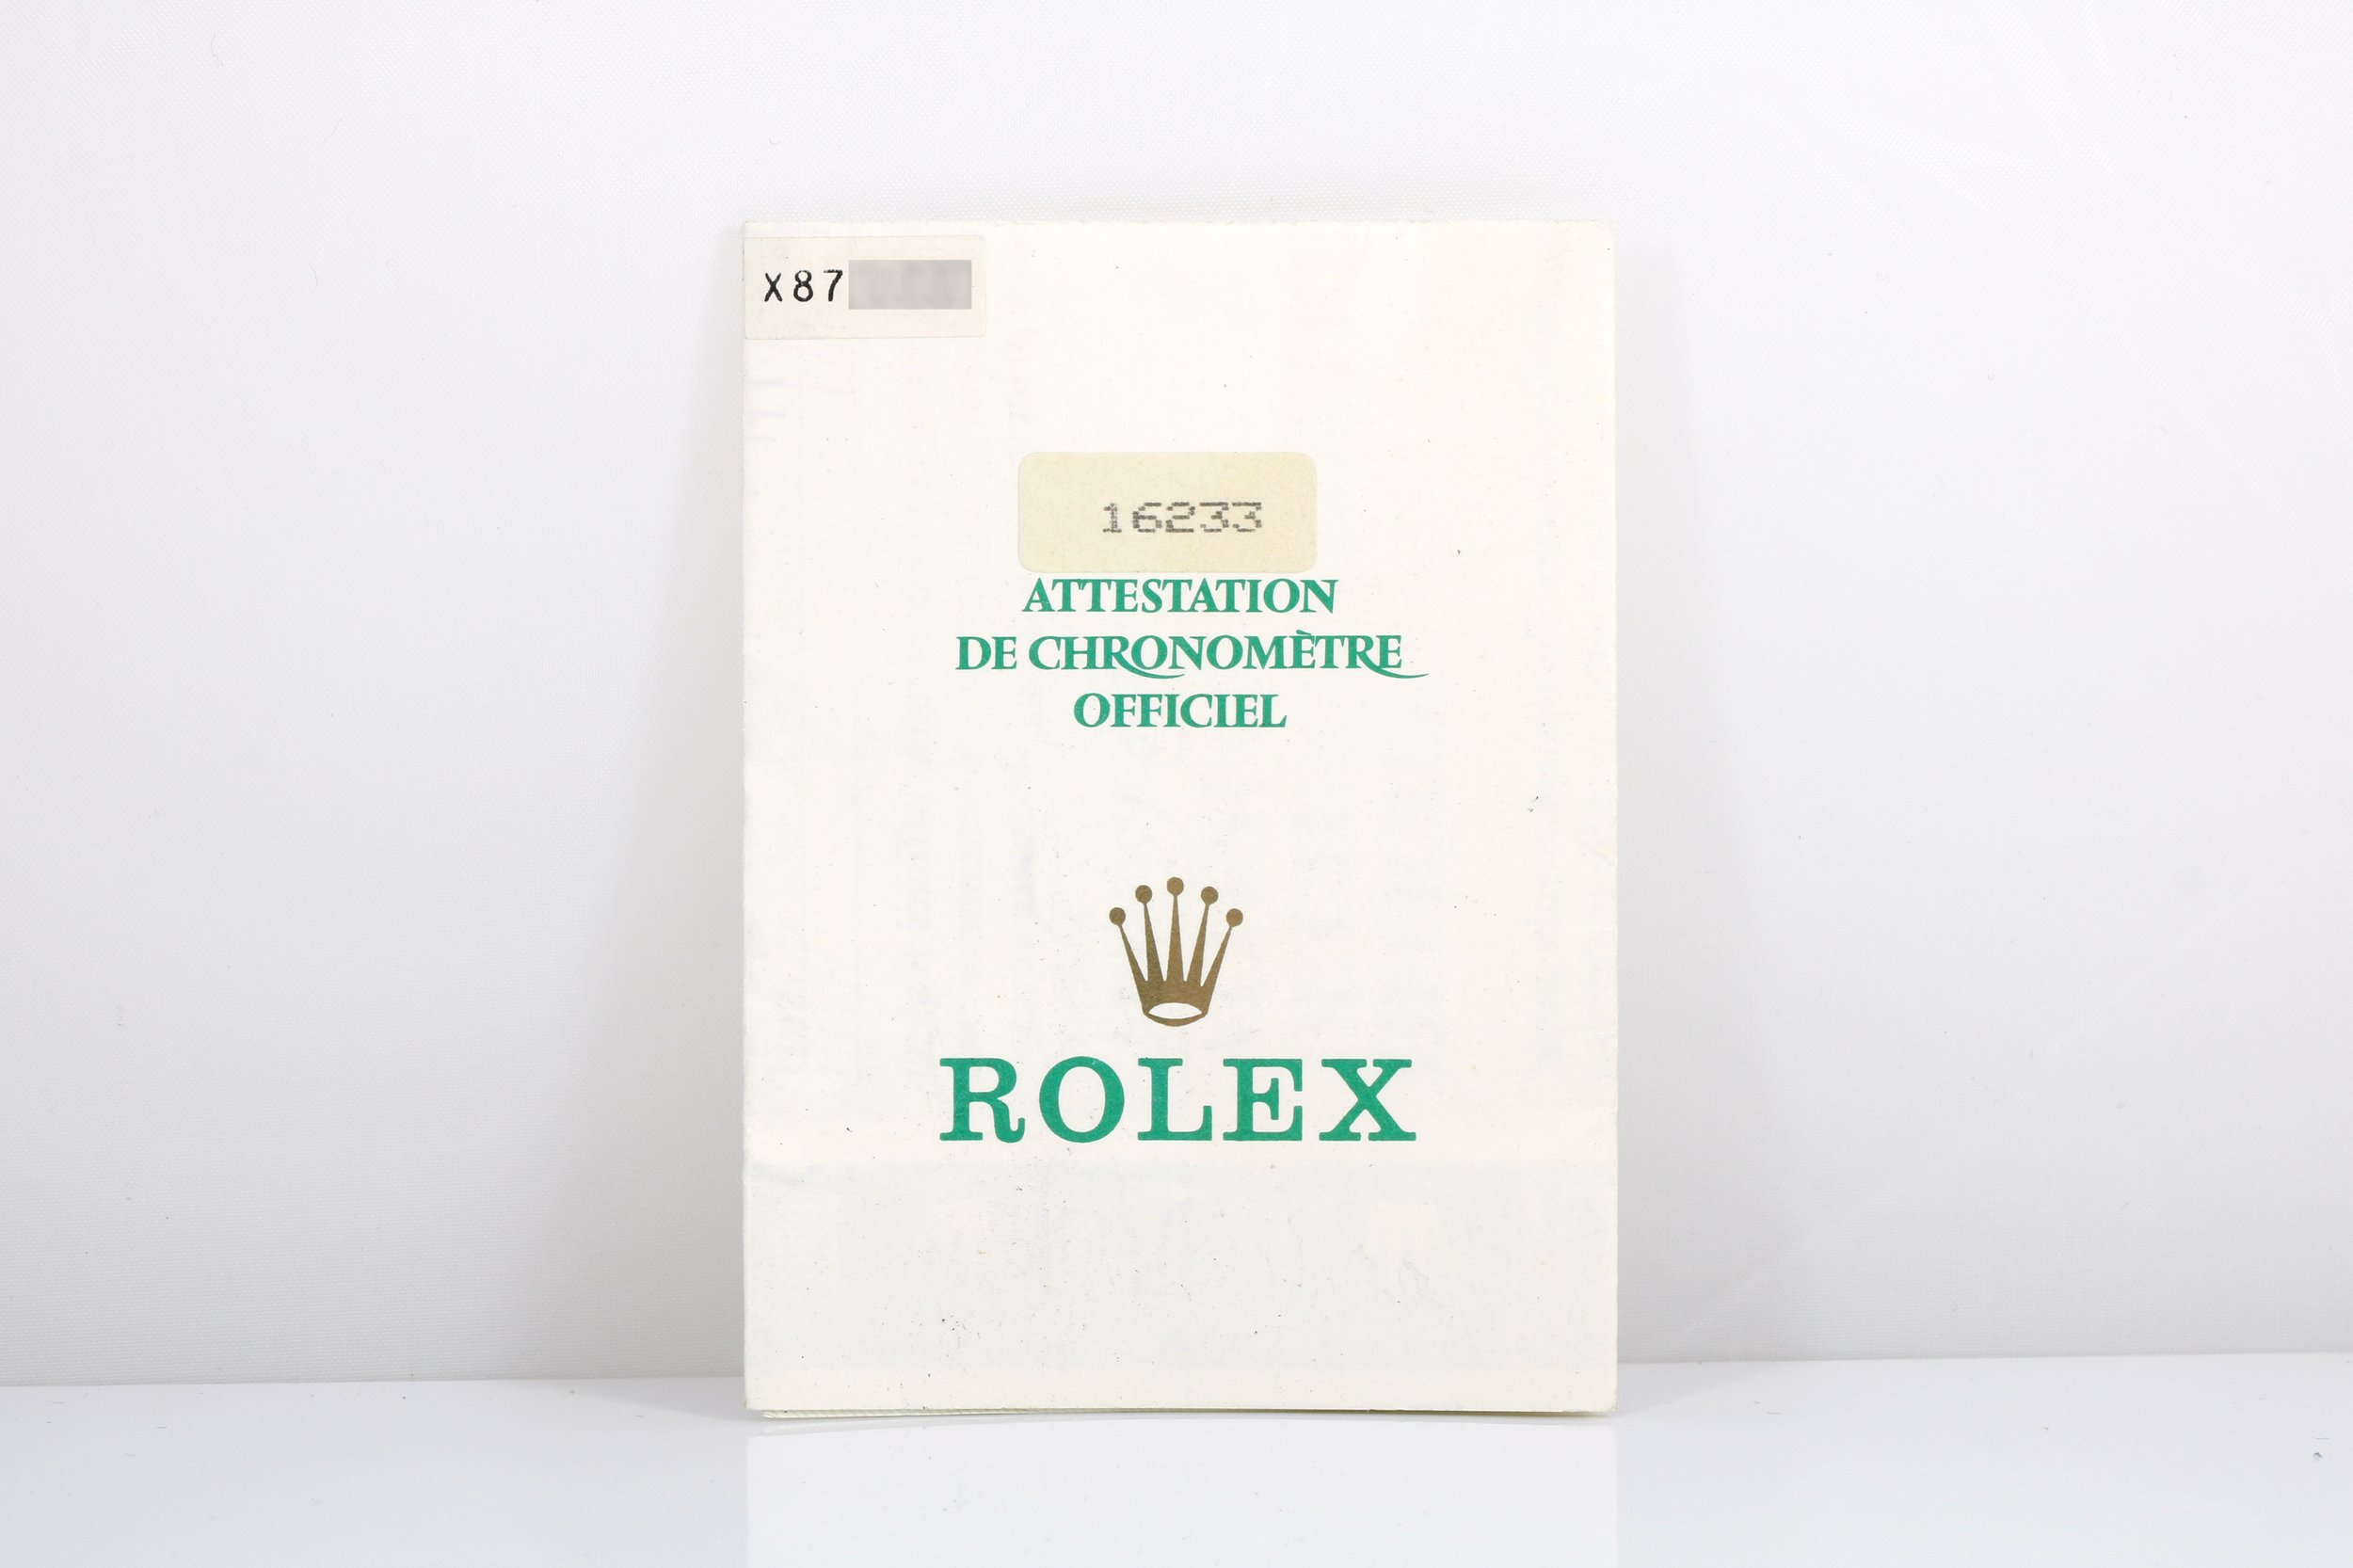 X87
16233
ATTESTATION
DE CHRONOMÈTRE
OFFICIEL
ROLEX